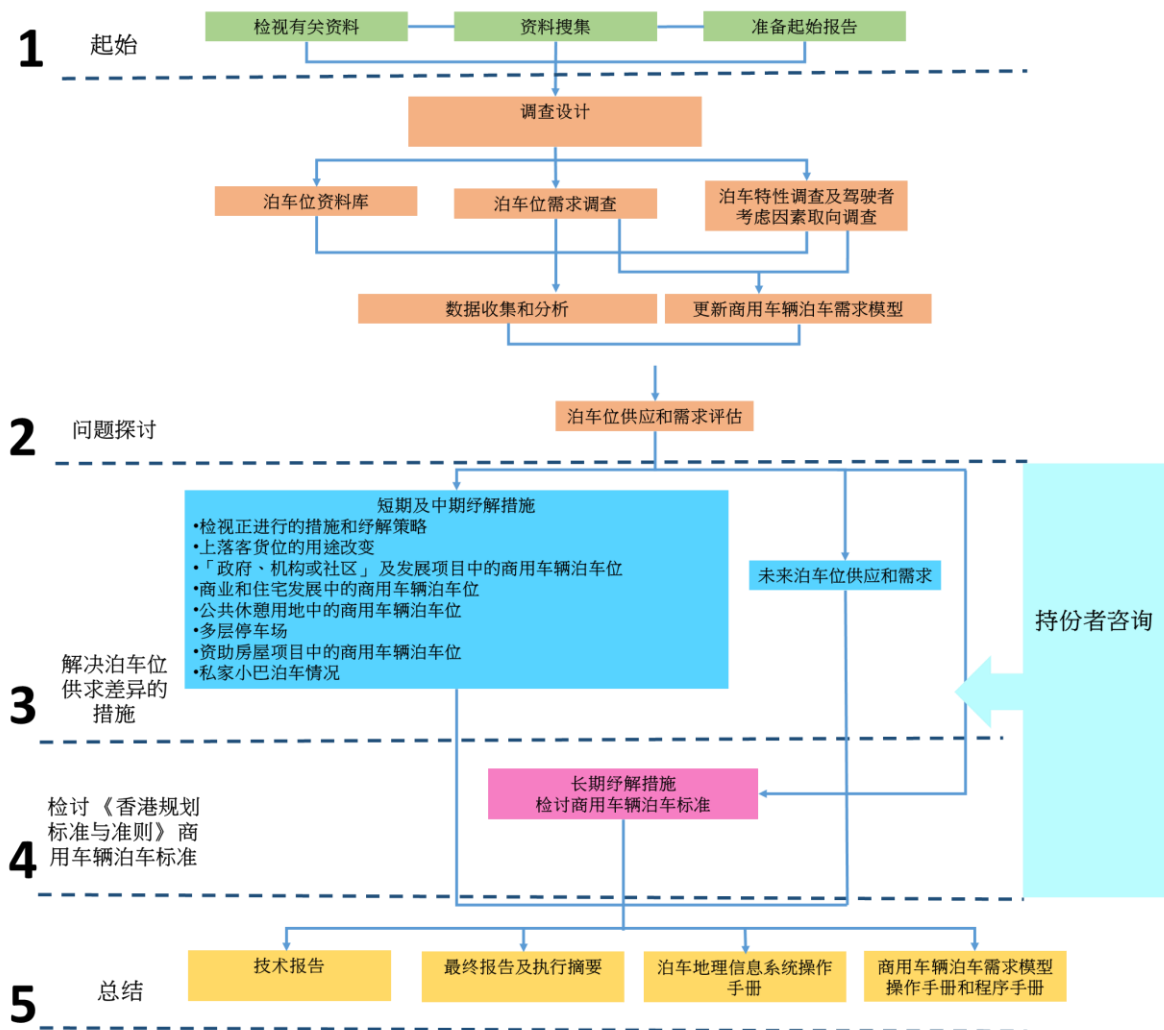 检视有关资料
资料搜集
准备起始报告
1
起始
调查设计
泊车位资料库
泊车位需求调查
泊车特性调查及驾驶者
考虑因素取向调查
数据收集和分析
更新商用车辆泊车需求模型
泊车位供应和需求评估
2
问题探讨
短期及中期纾解措施
•检视正进行的措施和纾解策略
•上落客货位的用途改变
•「政府、机构或社区」及发展项目中的商用车辆泊车位
•商业和住宅发展中的商用车辆泊车位
•公共休憩用地中的商用车辆泊车位
•多层停车场
•资助房屋项目中的商用车辆泊车位
•私家小巴泊车情况
未来泊车位供应和需求
持份者咨询
3
解决泊车位
供求差异的
措施
长期纾解措施
检讨商用车辆泊车标准
4
检讨《香港规划
标准与准则》商
用车辆泊车标准
技术报告
最终报告及执行摘要
泊车地理信息系统操作
手册
商用车辆泊车需求模型
操作手册和程序手册
5
总结